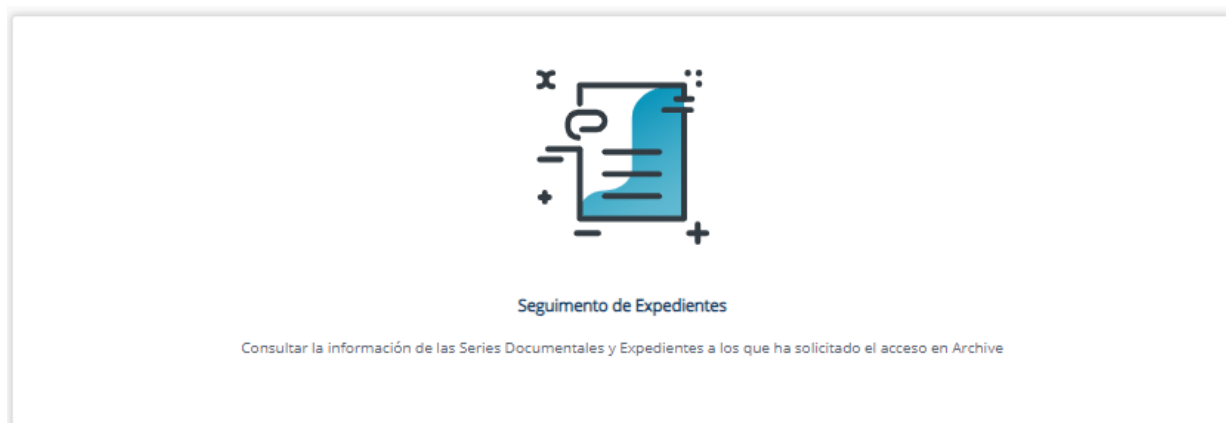 Seguimento de Expedientes
Consultar la información de las Series Documentales y Expedientes a los que ha solicitado el acceso en Archive